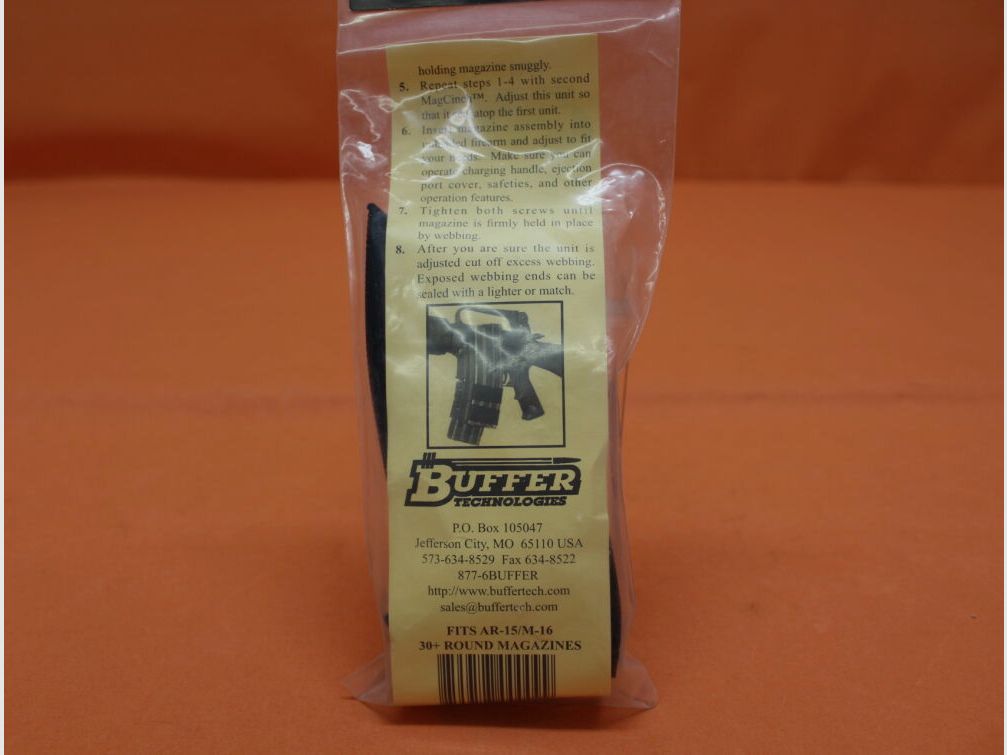 holding magazine snuggly.
5. Repeat steps 1-4 with second
MagCinch™. Adjust this unit so
that it atop the first unit.
6. Insert magazine assembly into
unloaded firearm and adjust to fit
your needs. Make sure you can
operate charging handle, ejection
port cover, safeties, and other
operation features.
7. Tighten both screws until
magazine is firmly held in place
by webbing.
8. After you are sure the unit is
adjusted cut off excess webbing.
Exposed webbing ends can be
sealed with a lighter or match.
BUFFER
TECHNOLOGIES
P.O. Box 105047
Jefferson City, MO 65110 USA
573-634-8529 Fax 634-8522
877-6BUFFER
http://www.buffertech.com
sales@buffertech.com
FITS AR-15/M-16
30+ ROUND MAGAZINES